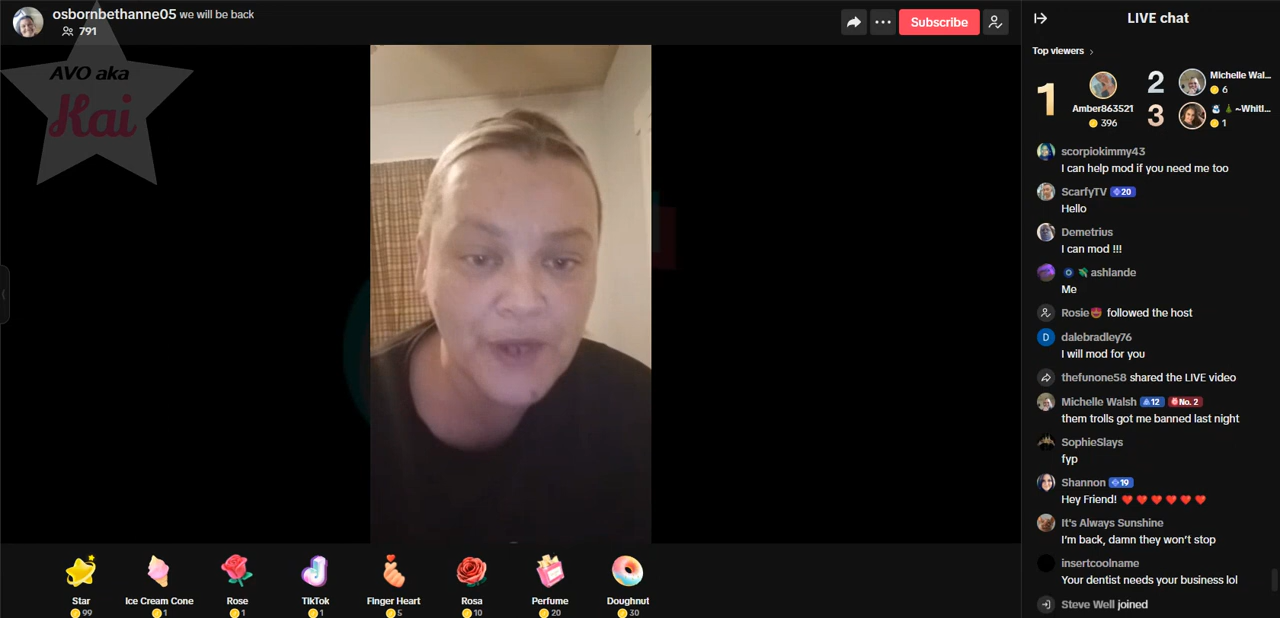 osbornbethanne05 we will be back
791
Subscribe
AVO aka
Kai
LIVE chat
Top viewers
1
Amber863521
396
2
Michelle Wal...
6
3
~Whitl...
1
scorpiokimmy43
I can help mod if you need me too
ScarfyTV 20
Hello
Demetrius
I can mod !!!
ashlande
Me
Rosie followed the host
D
dalebradley76
I will mod for you
thefunone58 shared the LIVE video
Michelle Walsh 12 No. 2
them trolls got me banned last night
SophieSlays
fyp
Shannon 19
Hey Friend!
It's Always Sunshine
I'm back, damn they won't stop
insertcoolname
Your dentist needs your business lol
Steve Well joined
Star
99
Ice Cream Cone
1
Rose
1
TikTok
1
Finger Heart
5
Rosa
10
Perfume
20
Doughnut
30